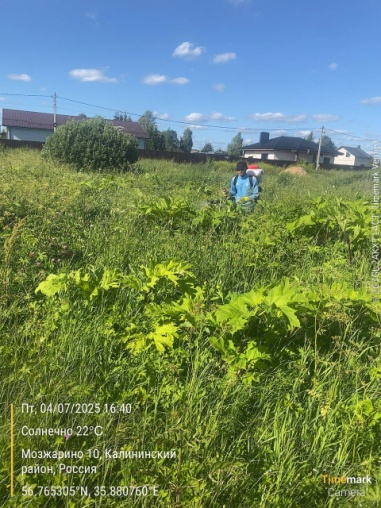 Пт, 04/07/2025 16:40
Солнечно 22°C
Мозжарино 10, Калининский
район, Россия
56.765305°N, 35.880760°E
Timemark
Camera